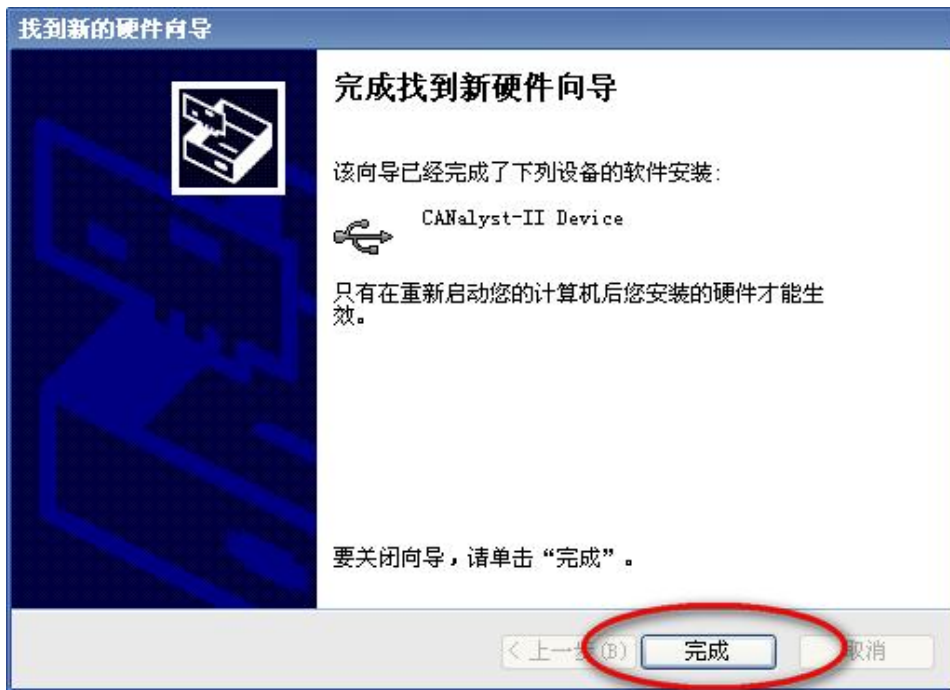 找到新的硬件向导
完成找到新硬件向导
该向导已经完成了下列设备的软件安装:
CANalyst-II Device
只有在重新启动您的计算机后您安装的硬件才能生
效。
要关闭向导，请单击“完成”。
< 上一步(B)
完成
取消